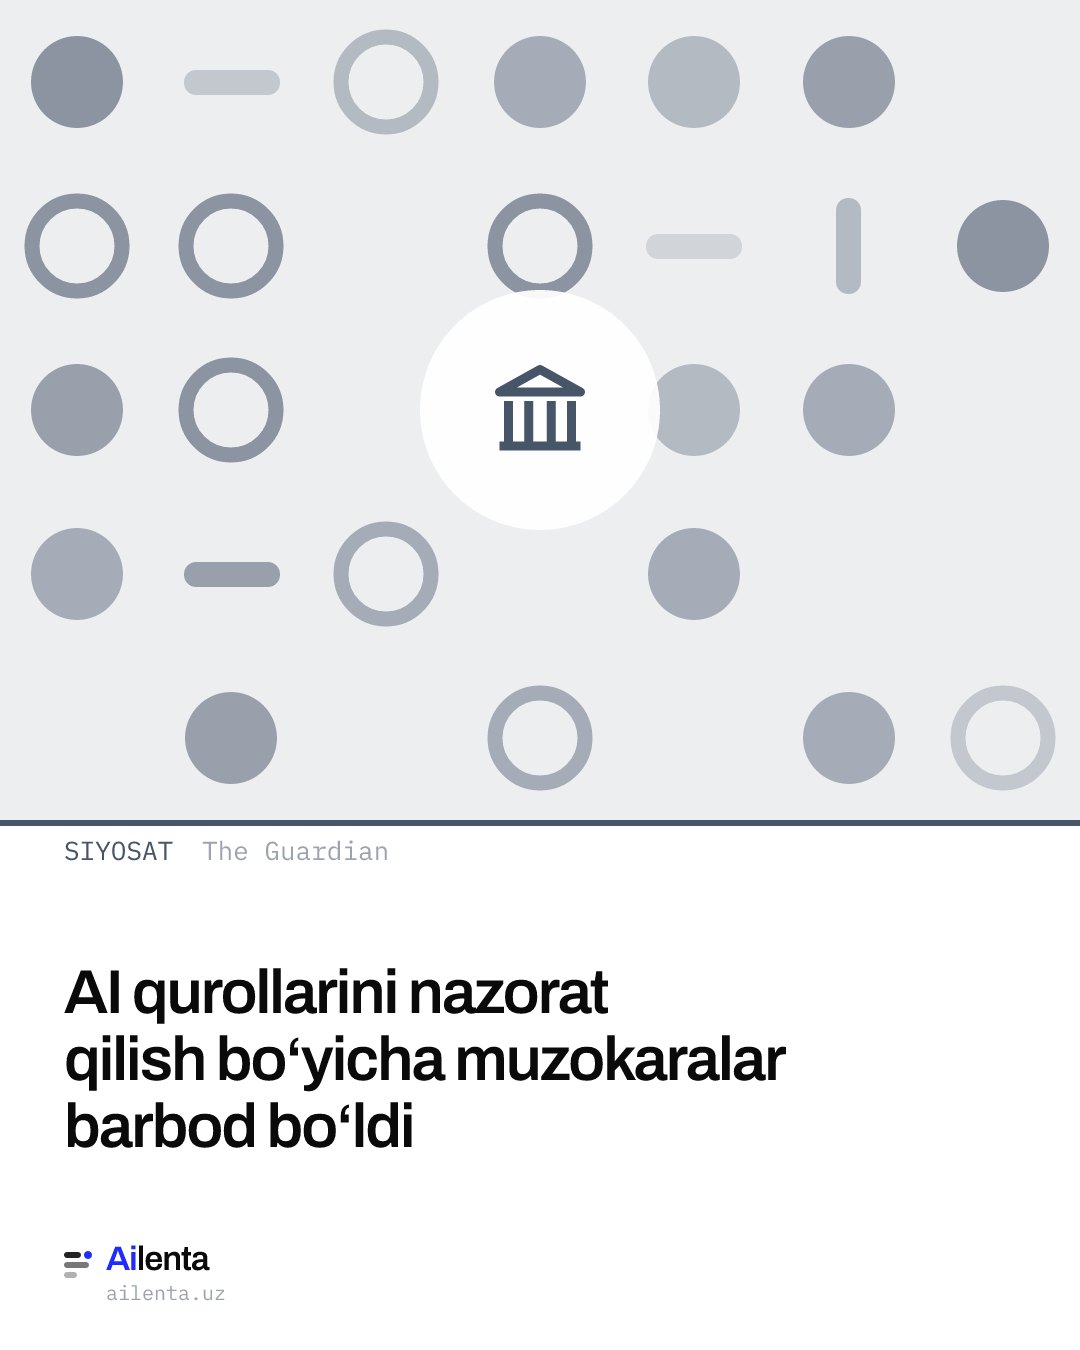 SIYOSAT The Guardian
AI qurollarini nazorat
qilish bo‘yicha muzokaralar
barbod bo‘ldi
Ailenta
ailenta.uz